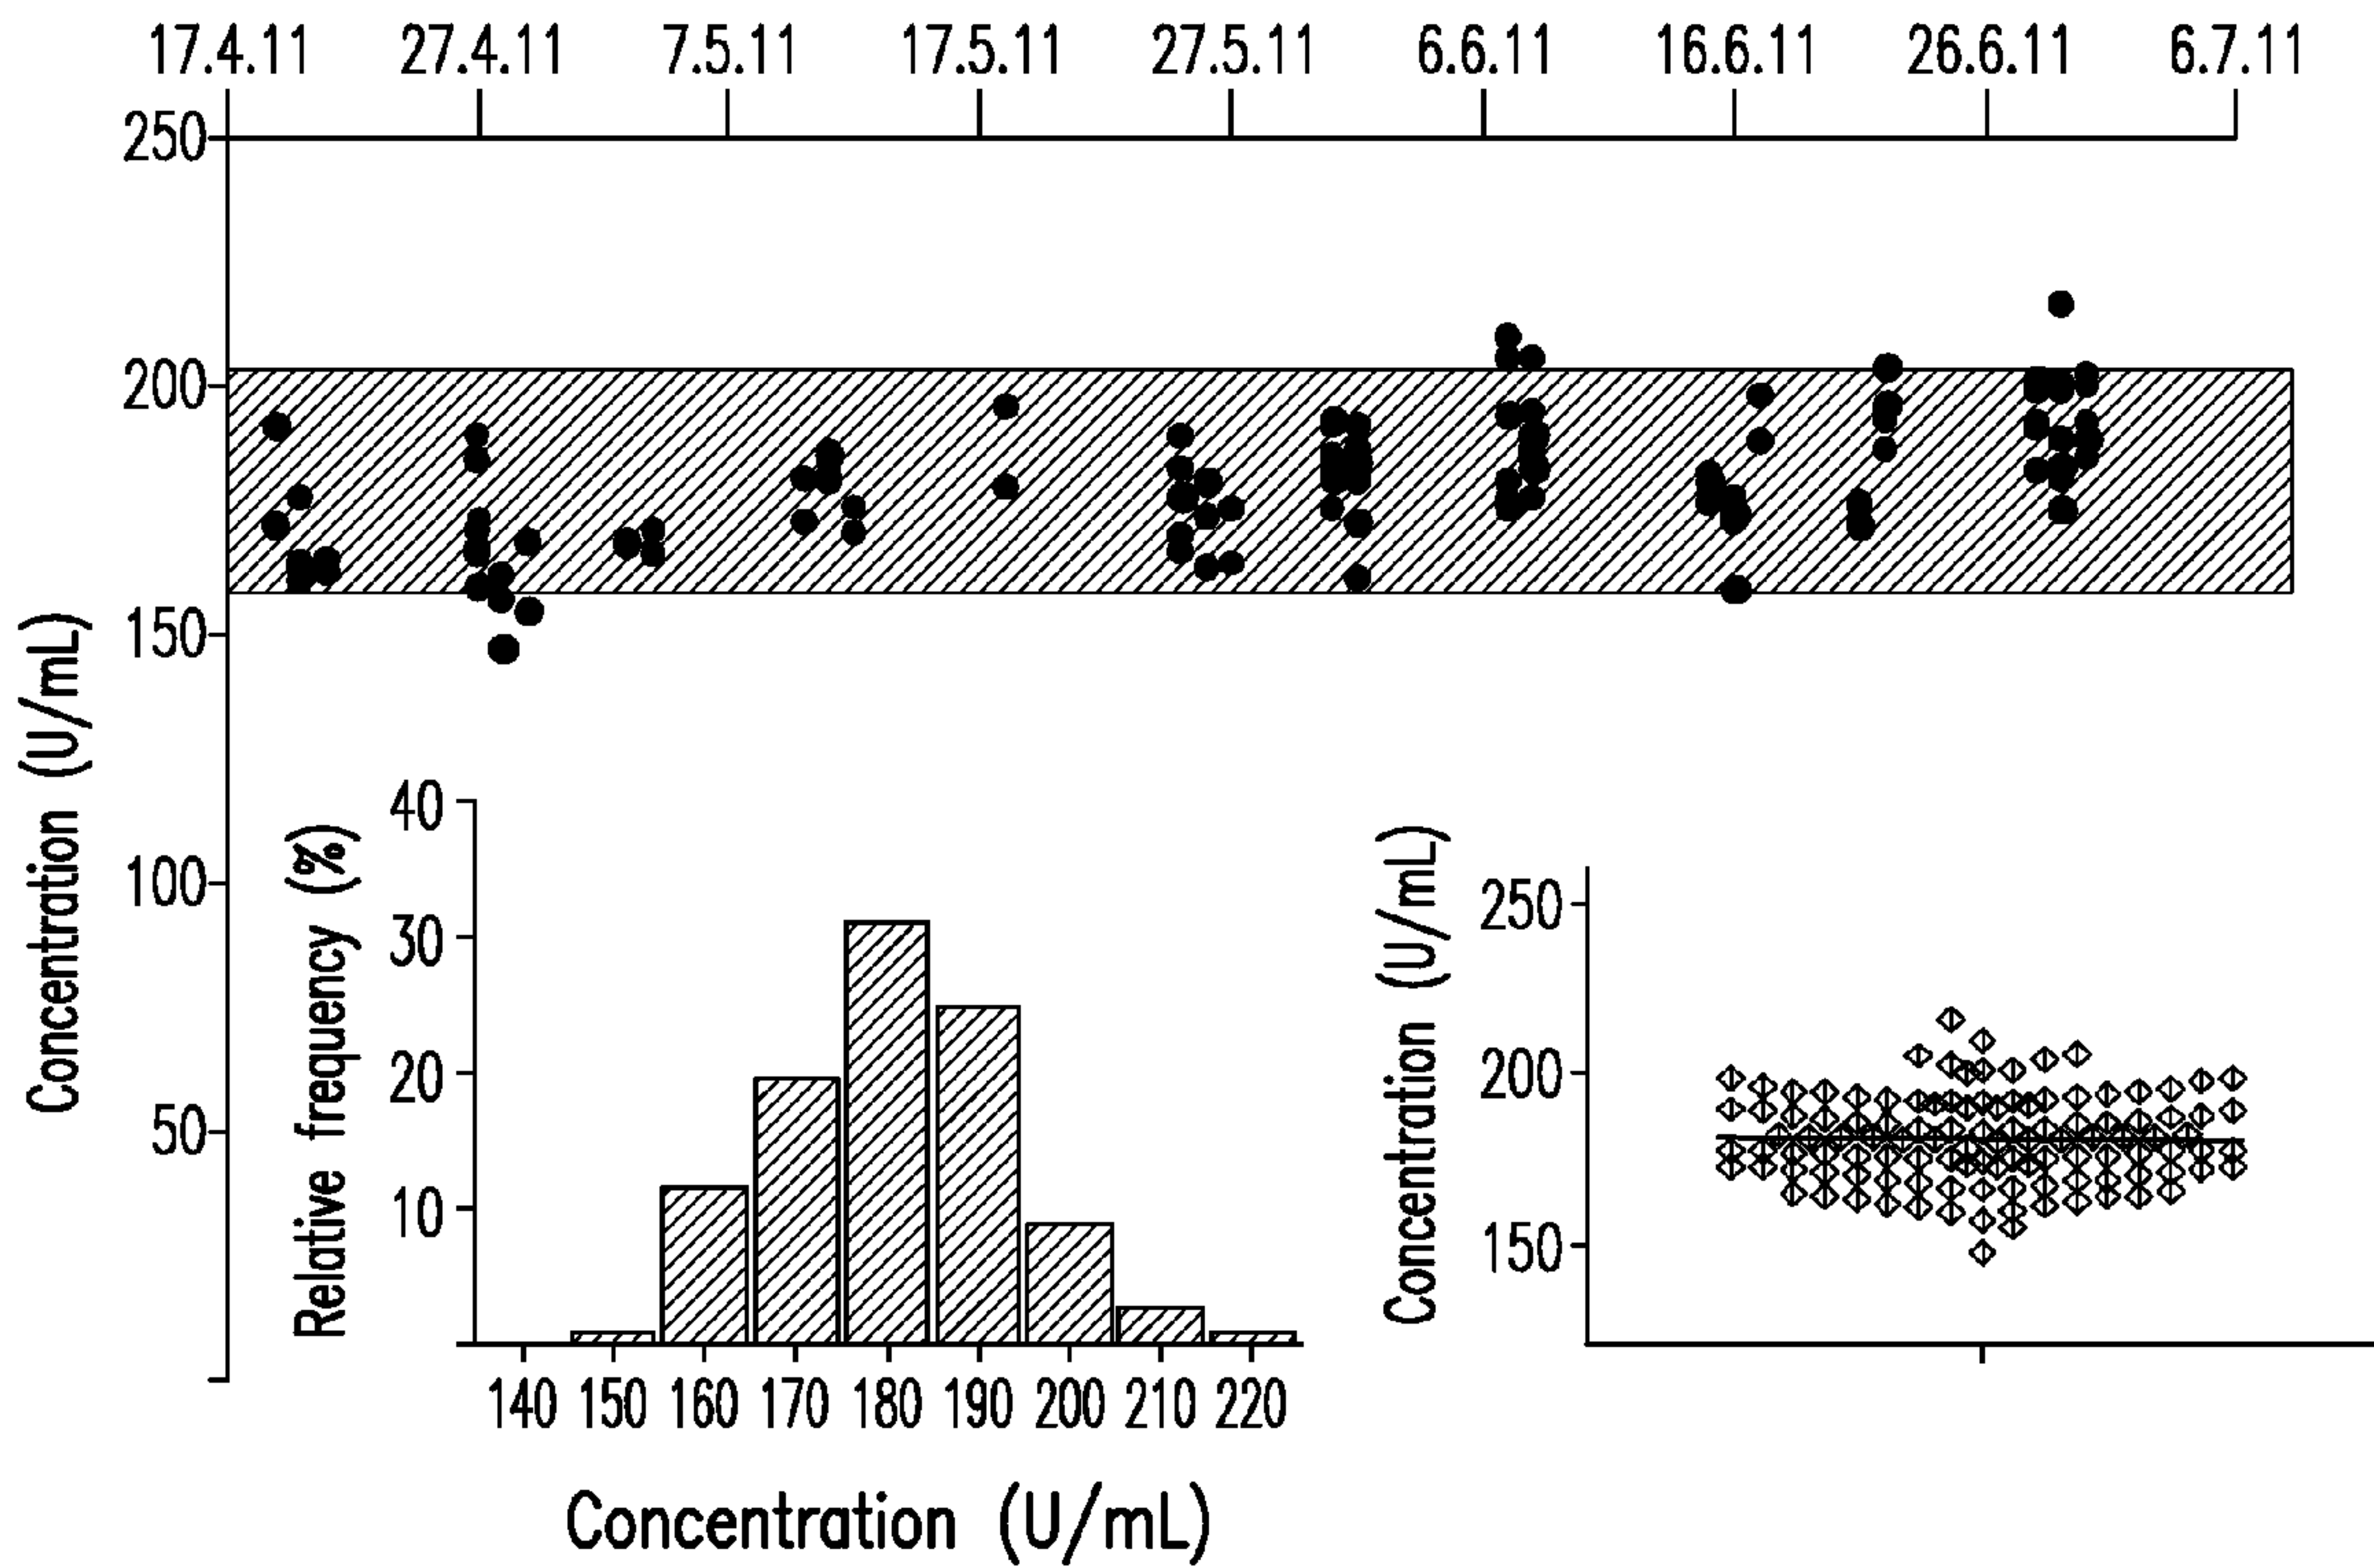 17.4.11 27.4.11 7.5.11 17.5.11 27.5.11 6.6.11 16.6.11 26.6.11 6.7.11
250
200
150
100
50
Concentration (U/mL)
40
30
20
10
Relative frequency (%)
140 150 160 170 180 190 200 210 220
Concentration (U/mL)
250
200
150
Concentration (U/mL)